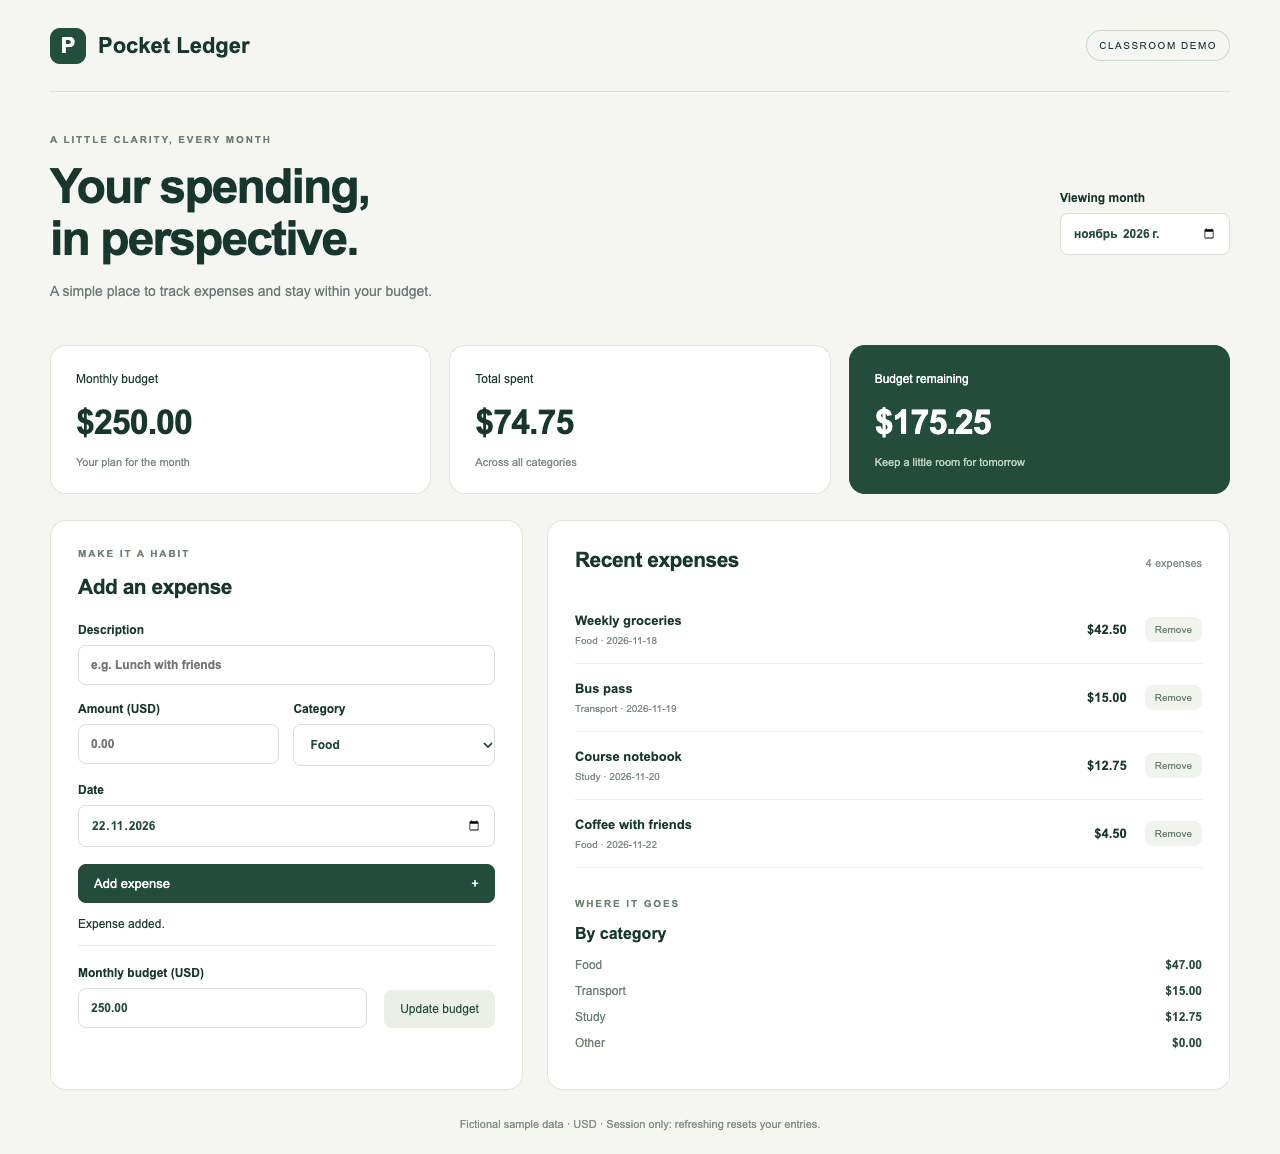 P
Pocket Ledger
CLASSROOM DEMO
A LITTLE CLARITY, EVERY MONTH
Your spending,
in perspective.
A simple place to track expenses and stay within your budget.
Viewing month
ноябрь 2026 г.
Monthly budget
$250.00
Your plan for the month
Total spent
$74.75
Across all categories
Budget remaining
$175.25
Keep a little room for tomorrow
MAKE IT A HABIT
Add an expense
Description
e.g. Lunch with friends
Amount (USD)
0.00
Category
Food
Date
22.11.2026
Add expense +
Expense added.
Monthly budget (USD)
250.00
Update budget
Recent expenses
4 expenses
Weekly groceries
Food · 2026-11-18
$42.50
Remove
Bus pass
Transport · 2026-11-19
$15.00
Remove
Course notebook
Study · 2026-11-20
$12.75
Remove
Coffee with friends
Food · 2026-11-22
$4.50
Remove
WHERE IT GOES
By category
Food $47.00
Transport $15.00
Study $12.75
Other $0.00
Fictional sample data · USD · Session only: refreshing resets your entries.